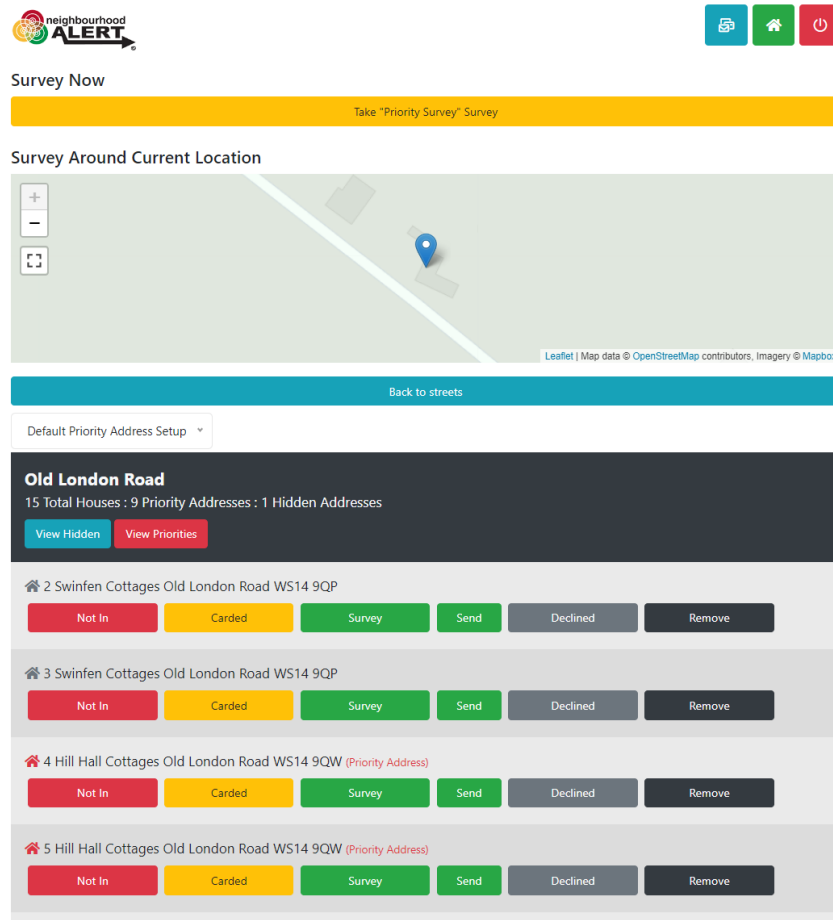 neighbourhood
ALERT
Survey Now
Take "Priority Survey" Survey
Survey Around Current Location
+
−
Leaflet | Map data © OpenStreetMap contributors, Imagery © Mapbox
Back to streets
Default Priority Address Setup
Old London Road
15 Total Houses : 9 Priority Addresses : 1 Hidden Addresses
View Hidden View Priorities
2 Swinfen Cottages Old London Road WS14 9QP
Not In Carded Survey Send Declined Remove
3 Swinfen Cottages Old London Road WS14 9QP
Not In Carded Survey Send Declined Remove
4 Hill Hall Cottages Old London Road WS14 9QW (Priority Address)
Not In Carded Survey Send Declined Remove
5 Hill Hall Cottages Old London Road WS14 9QW (Priority Address)
Not In Carded Survey Send Declined Remove